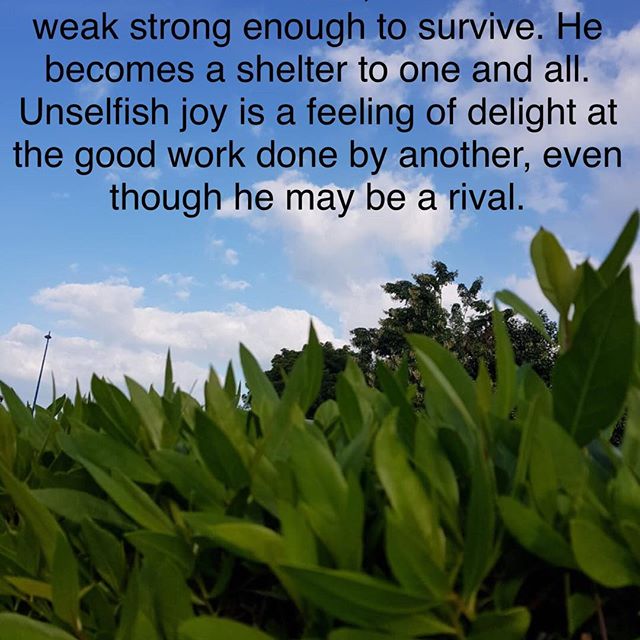 weak strong enough to survive. He
becomes a shelter to one and all.
Unselfish joy is a feeling of delight at
the good work done by another, even
though he may be a rival.